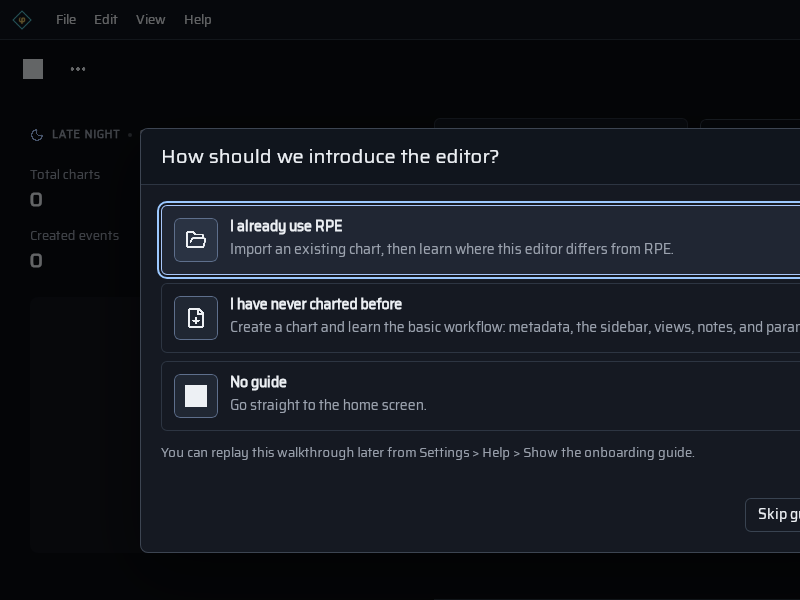 File Edit View Help
LATE NIGHT
Total charts
0
Created events
0
How should we introduce the editor?
I already use RPE
Import an existing chart, then learn where this editor differs from RPE.
I have never charted before
Create a chart and learn the basic workflow: metadata, the sidebar, views, notes, and
No guide
Go straight to the home screen.
You can replay this walkthrough later from Settings > Help > Show the onboarding guide.
Skip